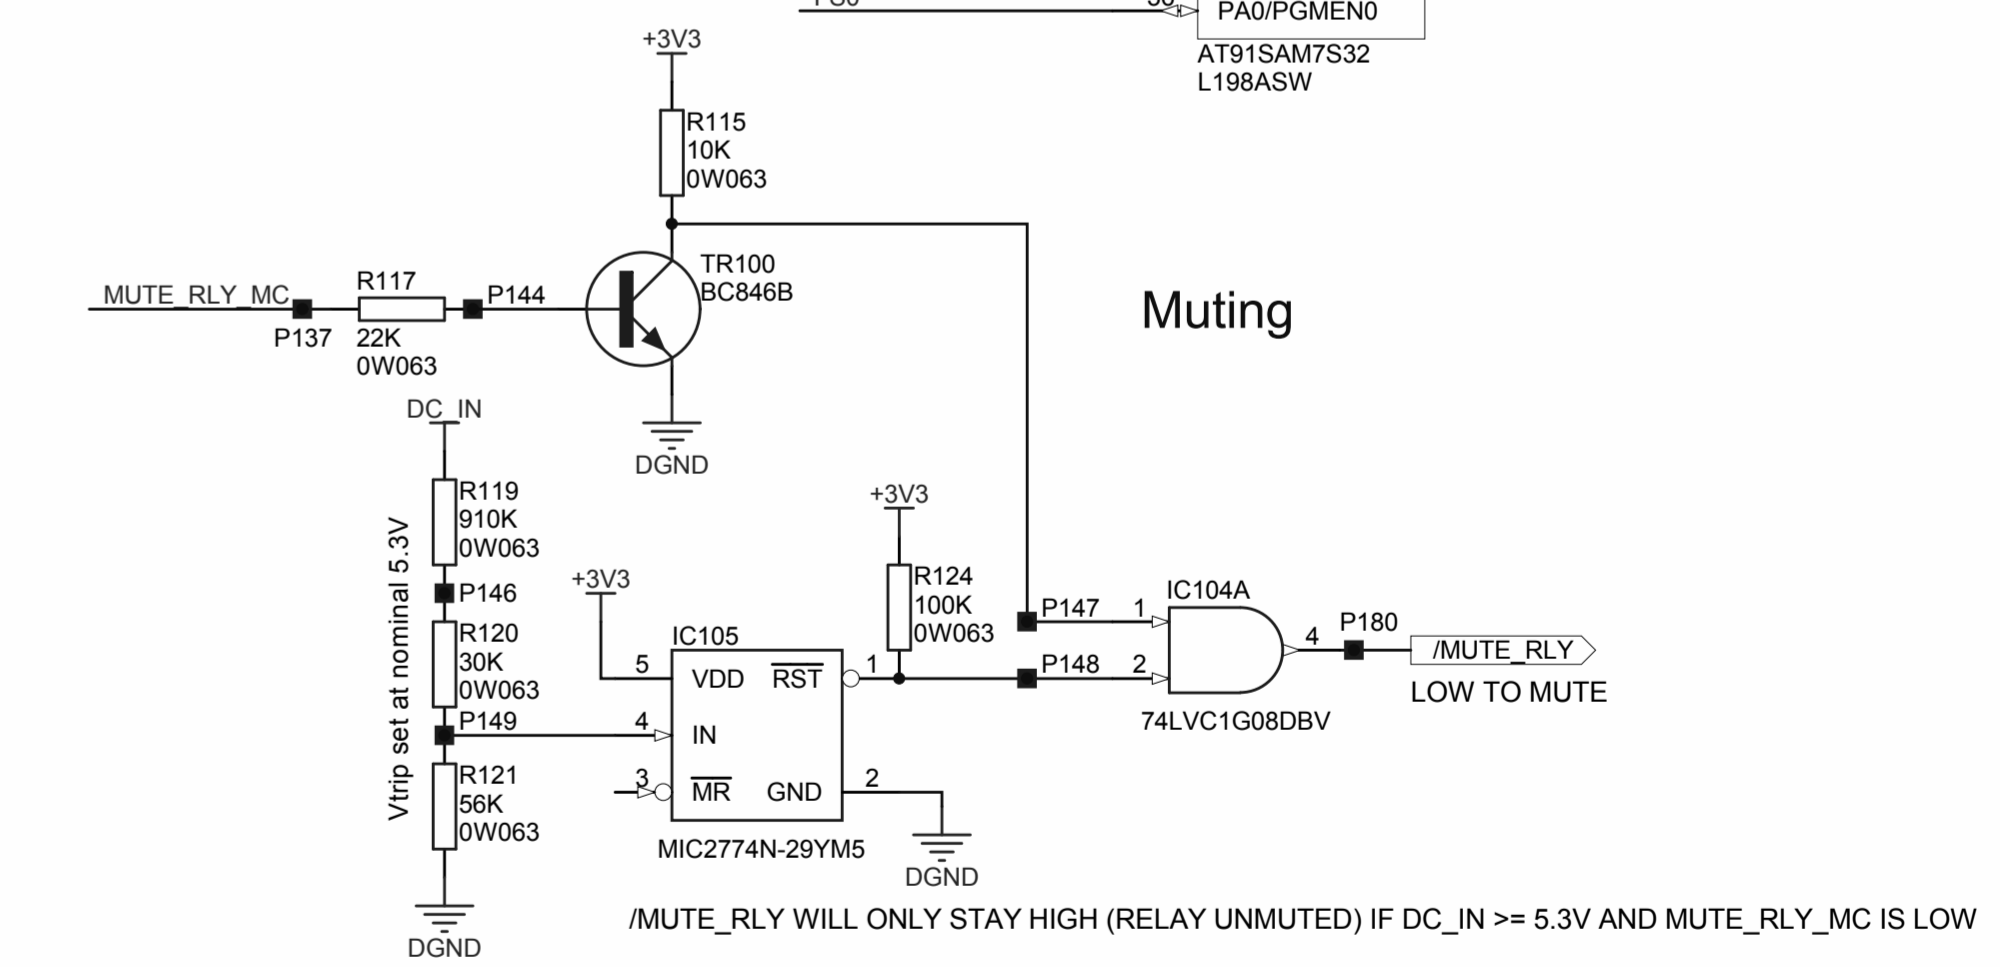 PA0/PGMEN0
AT91SAM7S32
L198ASW
+3V3
R115
10K
0W063
TR100
BC846B
MUTE_RLY_MC
P137
R117
22K
0W063
P144
DGND
Muting
DC_IN
R119
910K
0W063
P146
R120
30K
0W063
P149
R121
56K
0W063
DGND
Vtrip set at nominal 5.3V
+3V3
IC105
5
VDD
RST
1
4
IN
3
MR
GND
2
MIC2774N-29YM5
DGND
+3V3
R124
100K
0W063
P147
1
P148
2
IC104A
74LVC1G08DBV
4
P180
/MUTE_RLY
LOW TO MUTE
/MUTE_RLY WILL ONLY STAY HIGH (RELAY UNMUTED) IF DC_IN >= 5.3V AND MUTE_RLY_MC IS LOW